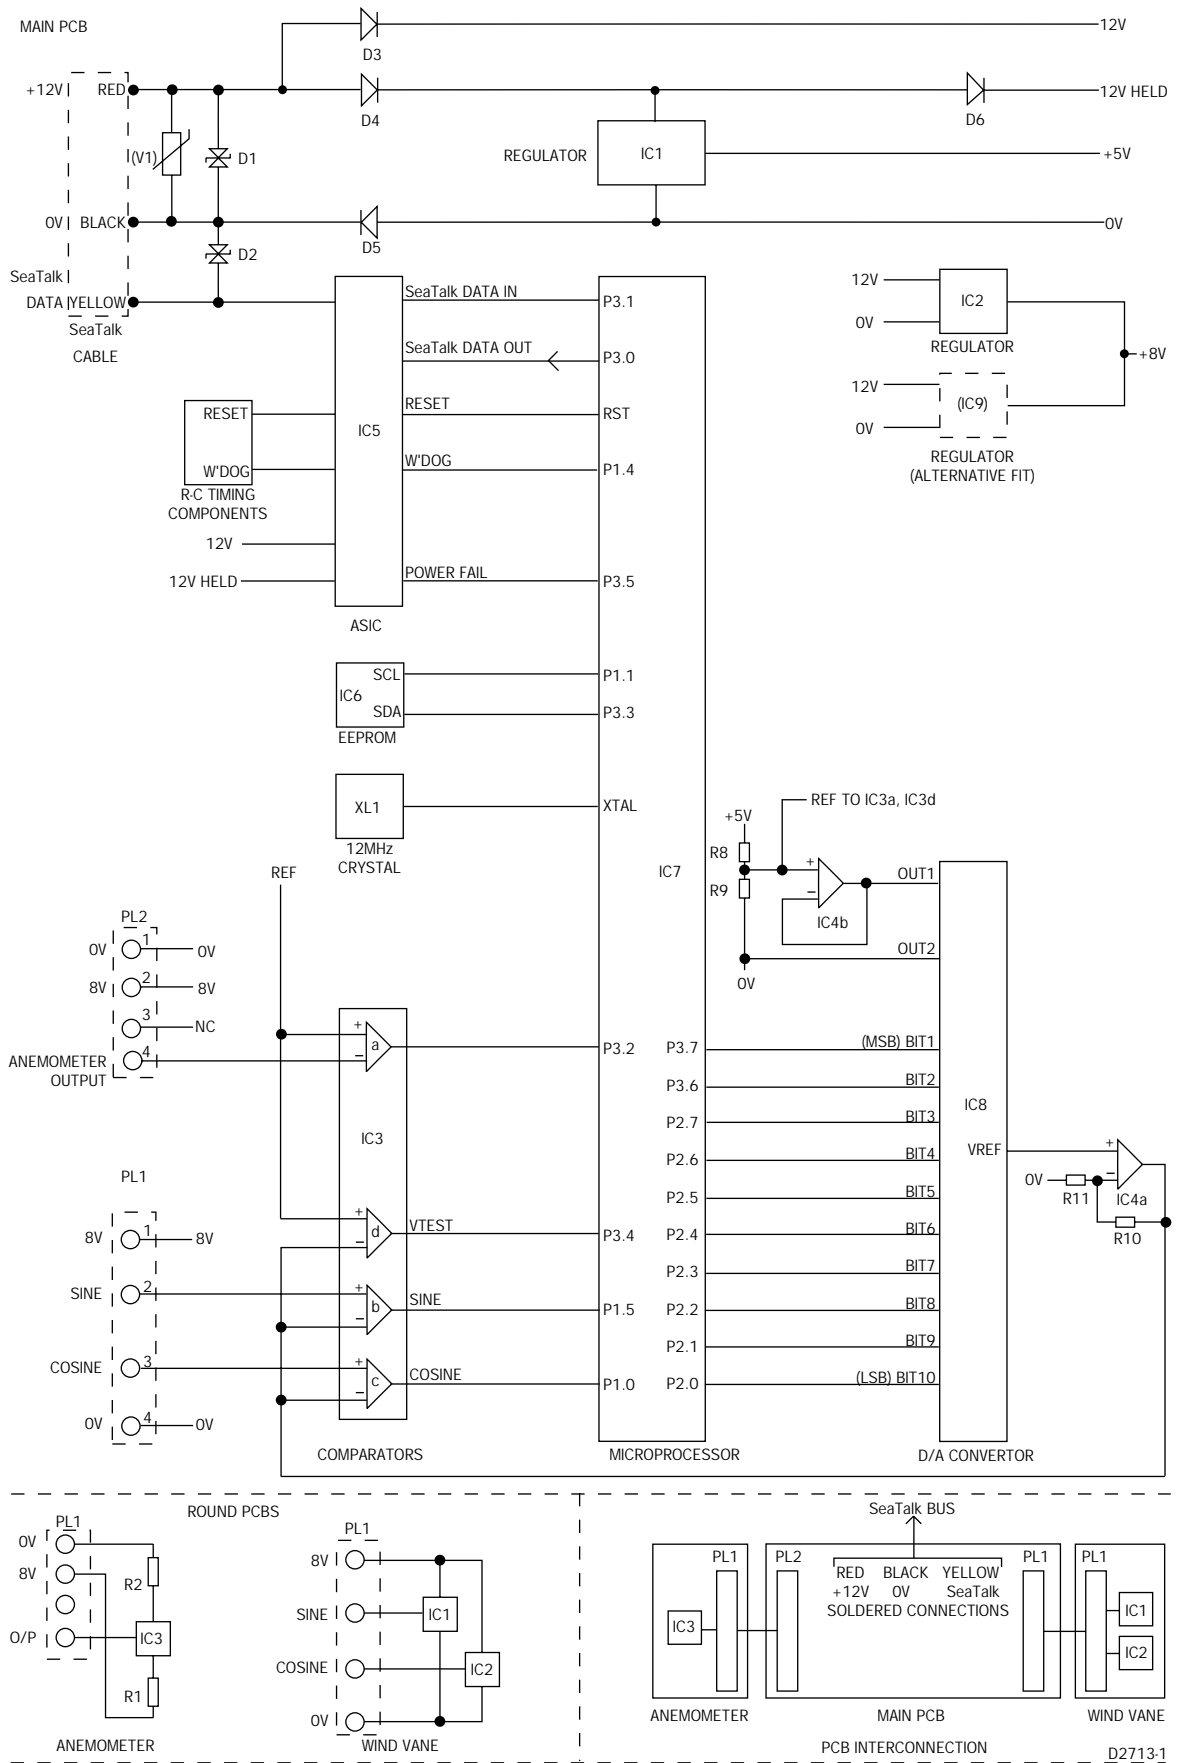 MAIN PCB
12V
D3
+12V
RED
D4
D6
12V HELD
(V1)
D1
REGULATOR
IC1
+5V
0V
BLACK
D5
0V
D2
SeaTalk
DATA
YELLOW
SeaTalk
CABLE
SeaTalk DATA IN
P3.1
SeaTalk DATA OUT
P3.0
RESET
RESET
RST
IC5
W'DOG
W'DOG
P1.4
R-C TIMING
COMPONENTS
12V
12V HELD
POWER FAIL
P3.5
ASIC
12V
IC2
0V
REGULATOR
+8V
12V
(IC9)
0V
REGULATOR
(ALTERNATIVE FIT)
SCL
P1.1
IC6
SDA
P3.3
EEPROM
XL1
XTAL
12MHz
CRYSTAL
IC7
REF TO IC3a, IC3d
+5V
R8
R9
+
–
IC4b
OUT1
OUT2
0V
REF
PL2
0V
1
0V
8V
2
8V
3
NC
ANEMOMETER
OUTPUT
4
+
a
–
P3.2
IC3
PL1
8V
1
8V
+
d
–
VTEST
P3.4
SINE
2
+
b
–
SINE
P1.5
COSINE
3
+
c
–
COSINE
P1.0
0V
4
0V
COMPARATORS
P3.7
(MSB) BIT1
P3.6
BIT2
P2.7
BIT3
P2.6
BIT4
P2.5
BIT5
P2.4
BIT6
P2.3
BIT7
P2.2
BIT8
P2.1
BIT9
P2.0
(LSB) BIT10
IC8
VREF
+
–
0V
R11
IC4a
R10
MICROPROCESSOR
D/A CONVERTOR
ROUND PCBS
PL1
0V
8V
R2
O/P
IC3
R1
ANEMOMETER
PL1
8V
SINE
IC1
COSINE
IC2
0V
WIND VANE
SeaTalk BUS
PL1
PL2
RED
BLACK
YELLOW
+12V
0V
SeaTalk
SOLDERED CONNECTIONS
PL1
PL1
IC3
IC1
IC2
ANEMOMETER
MAIN PCB
WIND VANE
PCB INTERCONNECTION
D2713-1